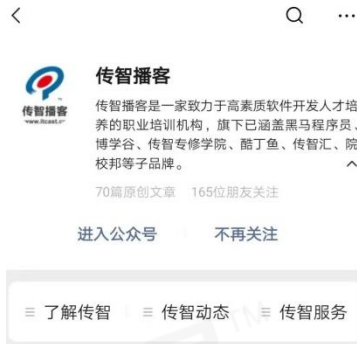 传智播客
传智播客是一家致力于高素质软件开发人才培
养的职业培训机构，旗下已涵盖黑马程序员、
博学谷、传智专修学院、酷丁鱼、传智汇、院
校邦等子品牌。
传智播客
www.itcast.cn
70篇原创文章 165位朋友关注
进入公众号 不再关注
了解传智 传智动态 传智服务
TM